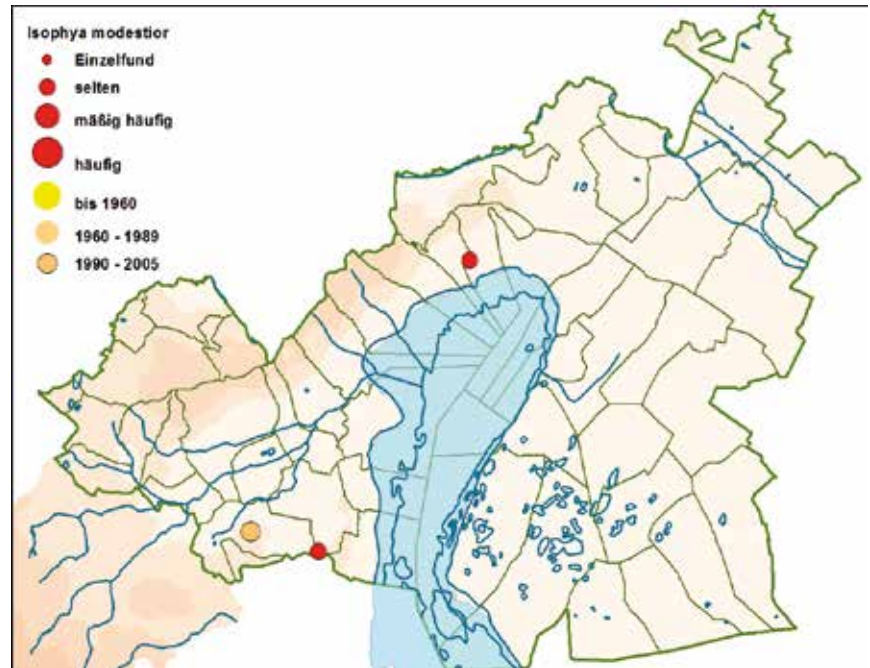 Isophya modestior
Einzelfund
selten
mäßig häufig
häufig
bis 1960
1960 - 1989
1990 - 2005